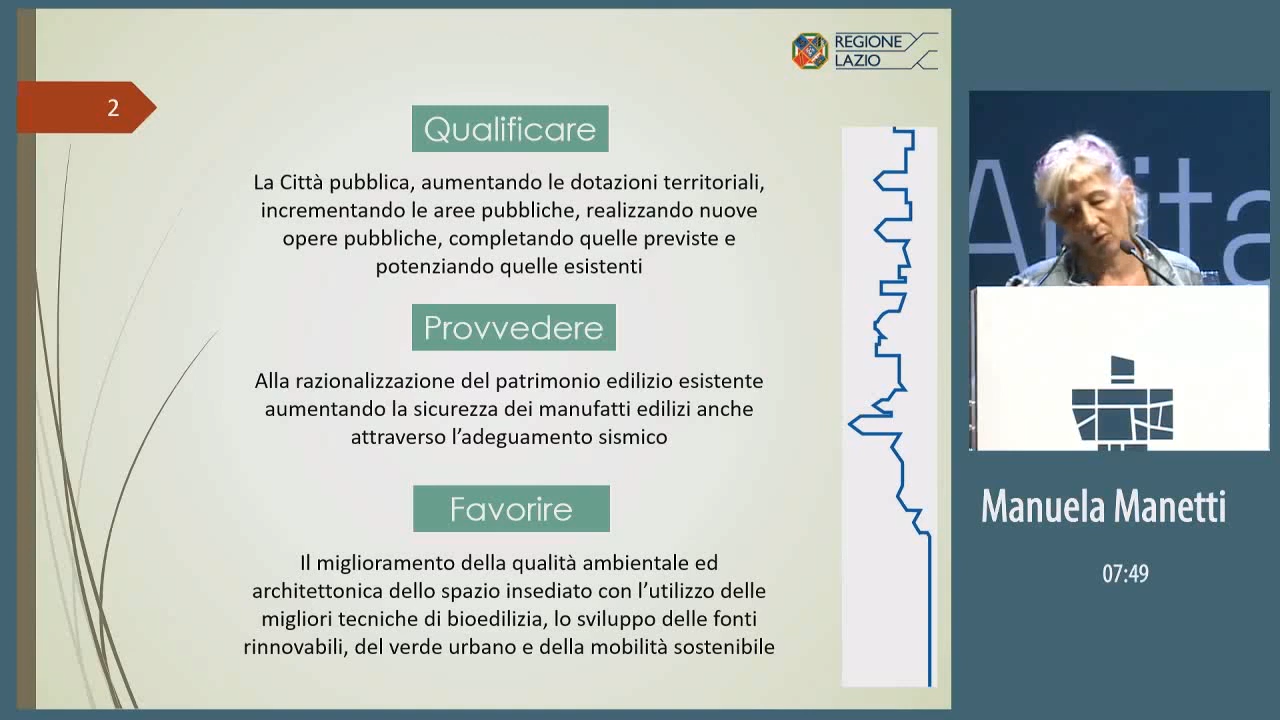 REGIONE
LAZIO
2
Qualificare
La Città pubblica, aumentando le dotazioni territoriali,
incrementando le aree pubbliche, realizzando nuove
opere pubbliche, completando quelle previste e
potenziando quelle esistenti
Provvedere
Alla razionalizzazione del patrimonio edilizio esistente
aumentando la sicurezza dei manufatti edilizi anche
attraverso l'adeguamento sismico
Favorire
Il miglioramento della qualità ambientale ed
architettonica dello spazio insediato con l'utilizzo delle
migliori tecniche di bioedilizia, lo sviluppo delle fonti
rinnovabili, del verde urbano e della mobilità sostenibile
Manuela Manetti
07:49